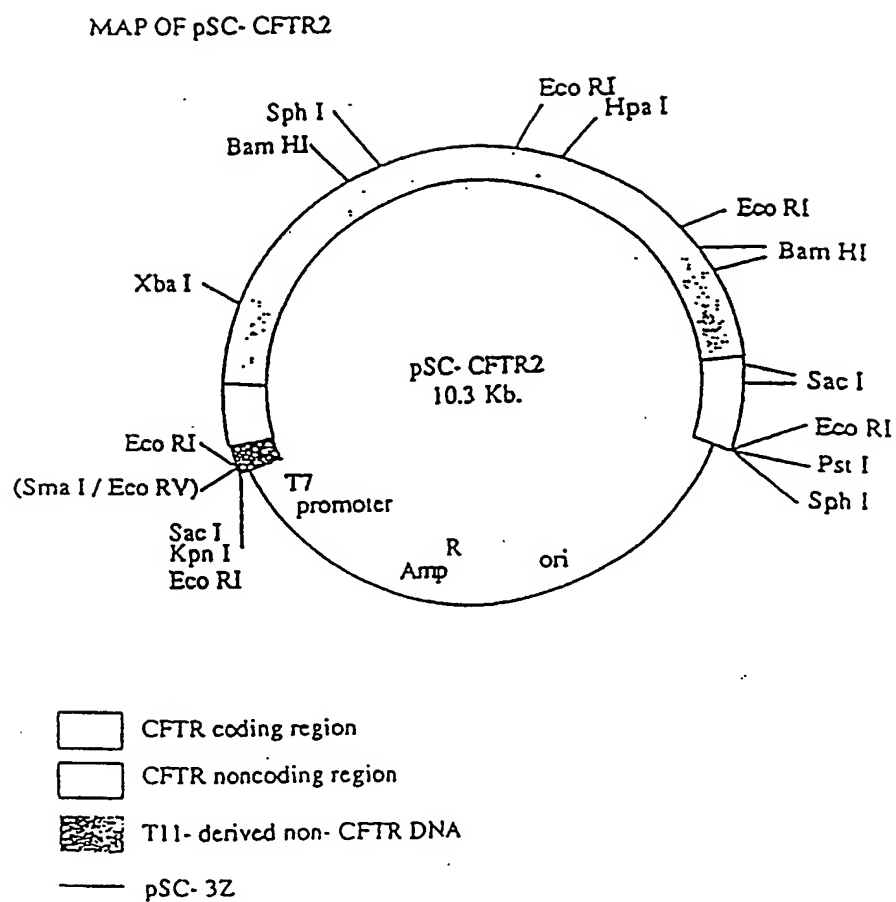 MAP OF pSC- CFTR2
Eco RI
Hpa I
Sph I
Bam HI
Eco RI
Bam HI
Xba I
pSC- CFTR2
10.3 Kb.
Sac I
Eco RI
Pst I
Sph I
Eco RI
(Sma I / Eco RV)
T7
promoter
Sac I
Kpn I
Eco RI
Amp R
ori
CFTR coding region
CFTR noncoding region
T11- derived non- CFTR DNA
pSC- 3Z